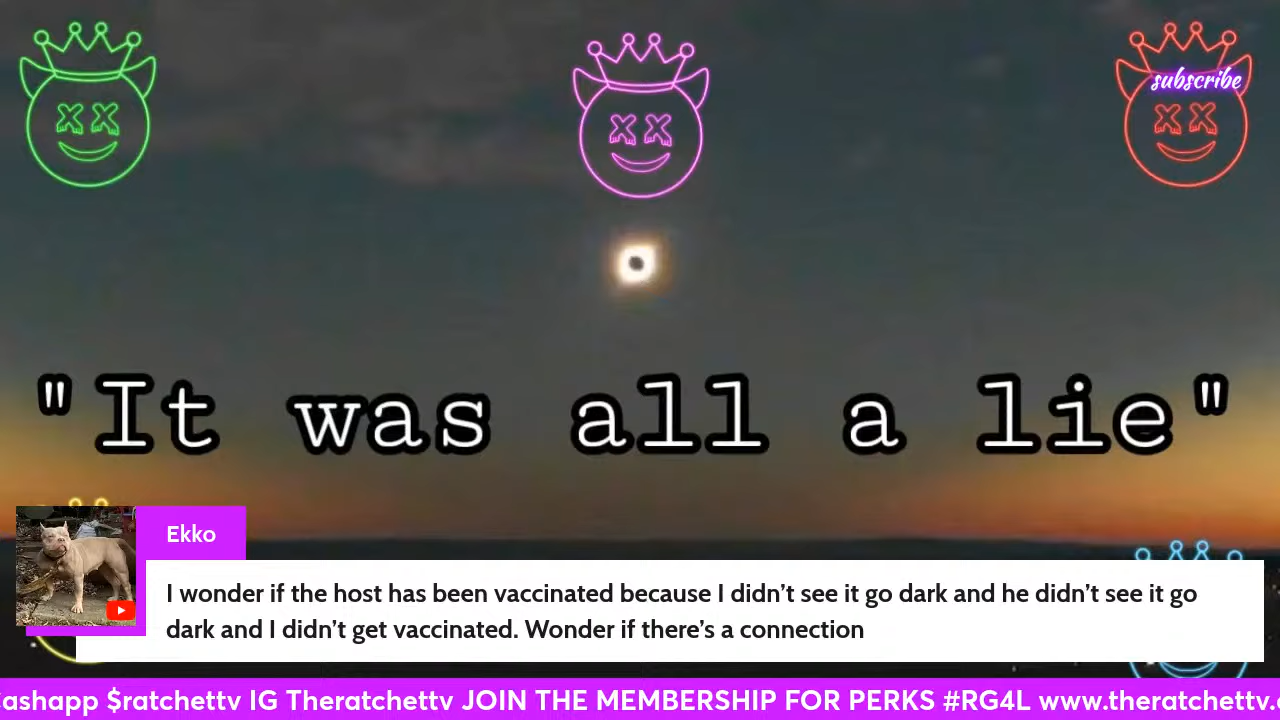 subscribe
"It was all a lie"
Ekko
I wonder if the host has been vaccinated because I didn’t see it go dark and he didn’t see it go
dark and I didn’t get vaccinated. Wonder if there’s a connection
ashapp $ratchettv IG Theratchettv JOIN THE MEMBERSHIP FOR PERKS #RG4L www.theratchettv.c